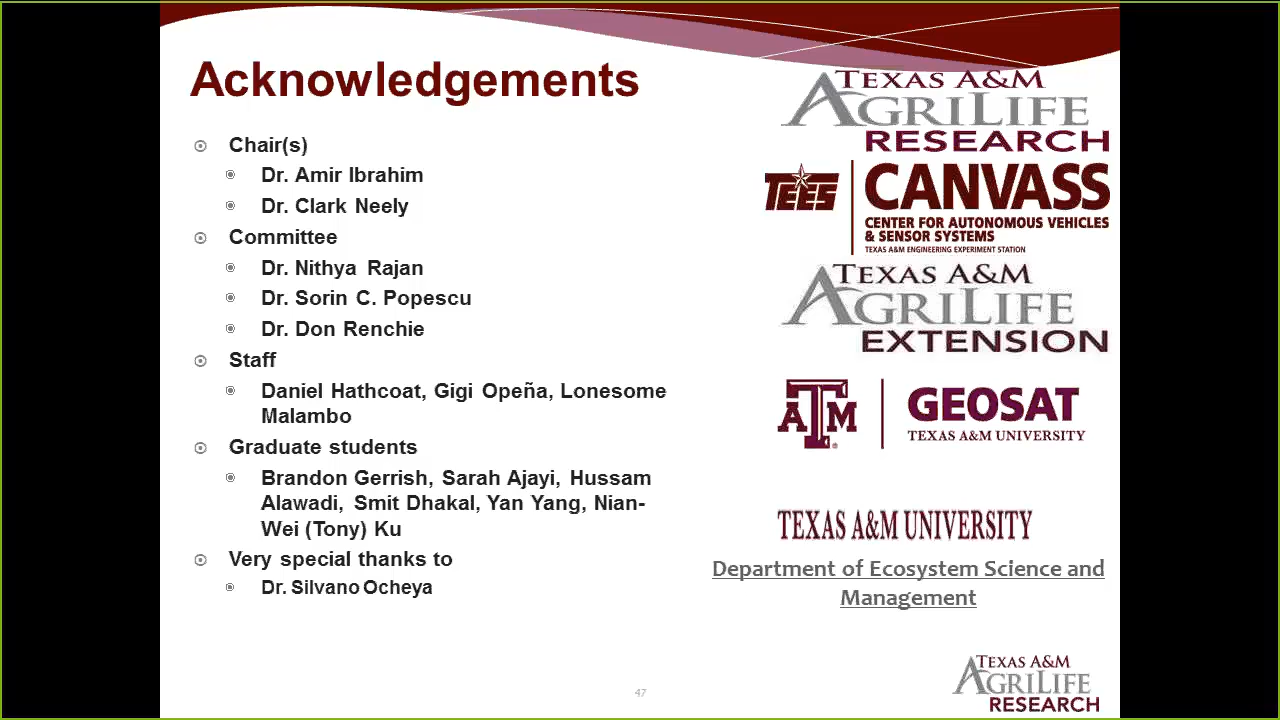 Acknowledgements
Chair(s)
Dr. Amir Ibrahim
Dr. Clark Neely
Committee
Dr. Nithya Rajan
Dr. Sorin C. Popescu
Dr. Don Renchie
Staff
Daniel Hathcoat, Gigi Opeña, Lonesome
Malambo
Graduate students
Brandon Gerrish, Sarah Ajayi, Hussam
Alawadi, Smit Dhakal, Yan Yang, Nian-
Wei (Tony) Ku
Very special thanks to
Dr. Silvano Ocheya
TEXAS A&M
AGRILIFE
RESEARCH
TEES
CANVASS
CENTER FOR AUTONOMOUS VEHICLES
& SENSOR SYSTEMS
TEXAS A&M ENGINEERING EXPERIMENT STATION
TEXAS A&M
AGRILIFE
EXTENSION
ATM
GEOSAT
TEXAS A&M UNIVERSITY
TEXAS A&M UNIVERSITY
Department of Ecosystem Science and
Management
47
TEXAS A&M
AGRILIFE
RESEARCH